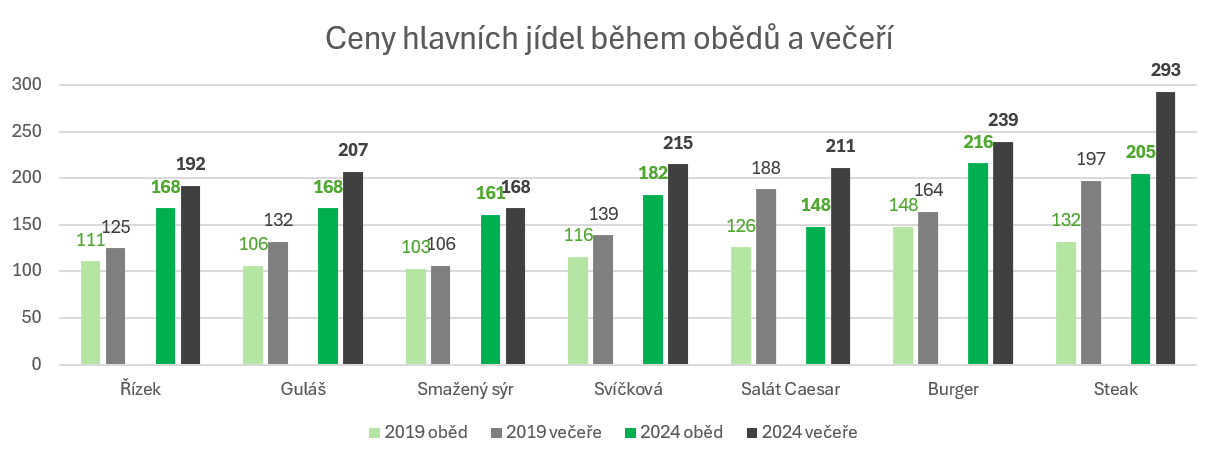 Ceny hlavních jídel během obědů a večeří
300
250
200
150
100
50
0
111 125 168 192
106 132 168 207
103 106 161 168
116 139 182 215
126 188 148 211
148 164 216 239
132 197 205 293
Řízek Guláš Smažený sýr Svíčková Salát Caesar Burger Steak
2019 oběd 2019 večeře 2024 oběd 2024 večeře